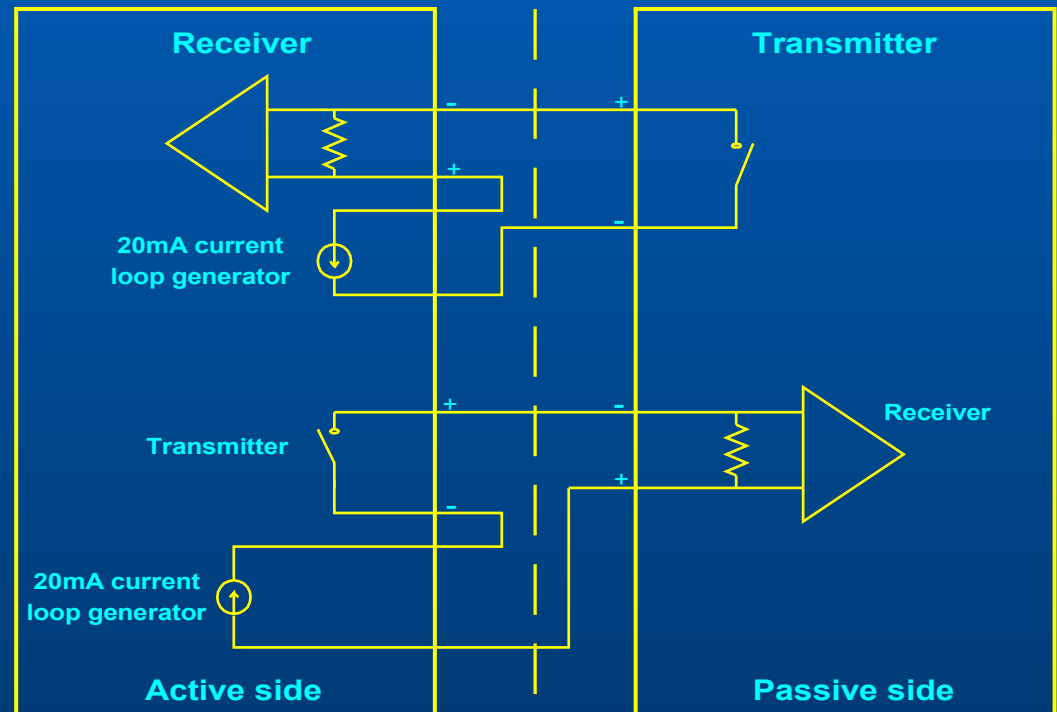 Receiver
Transmitter
-
+
+
-
20mA current
loop generator
+
-
Receiver
Transmitter
+
-
20mA current
loop generator
Active side
Passive side